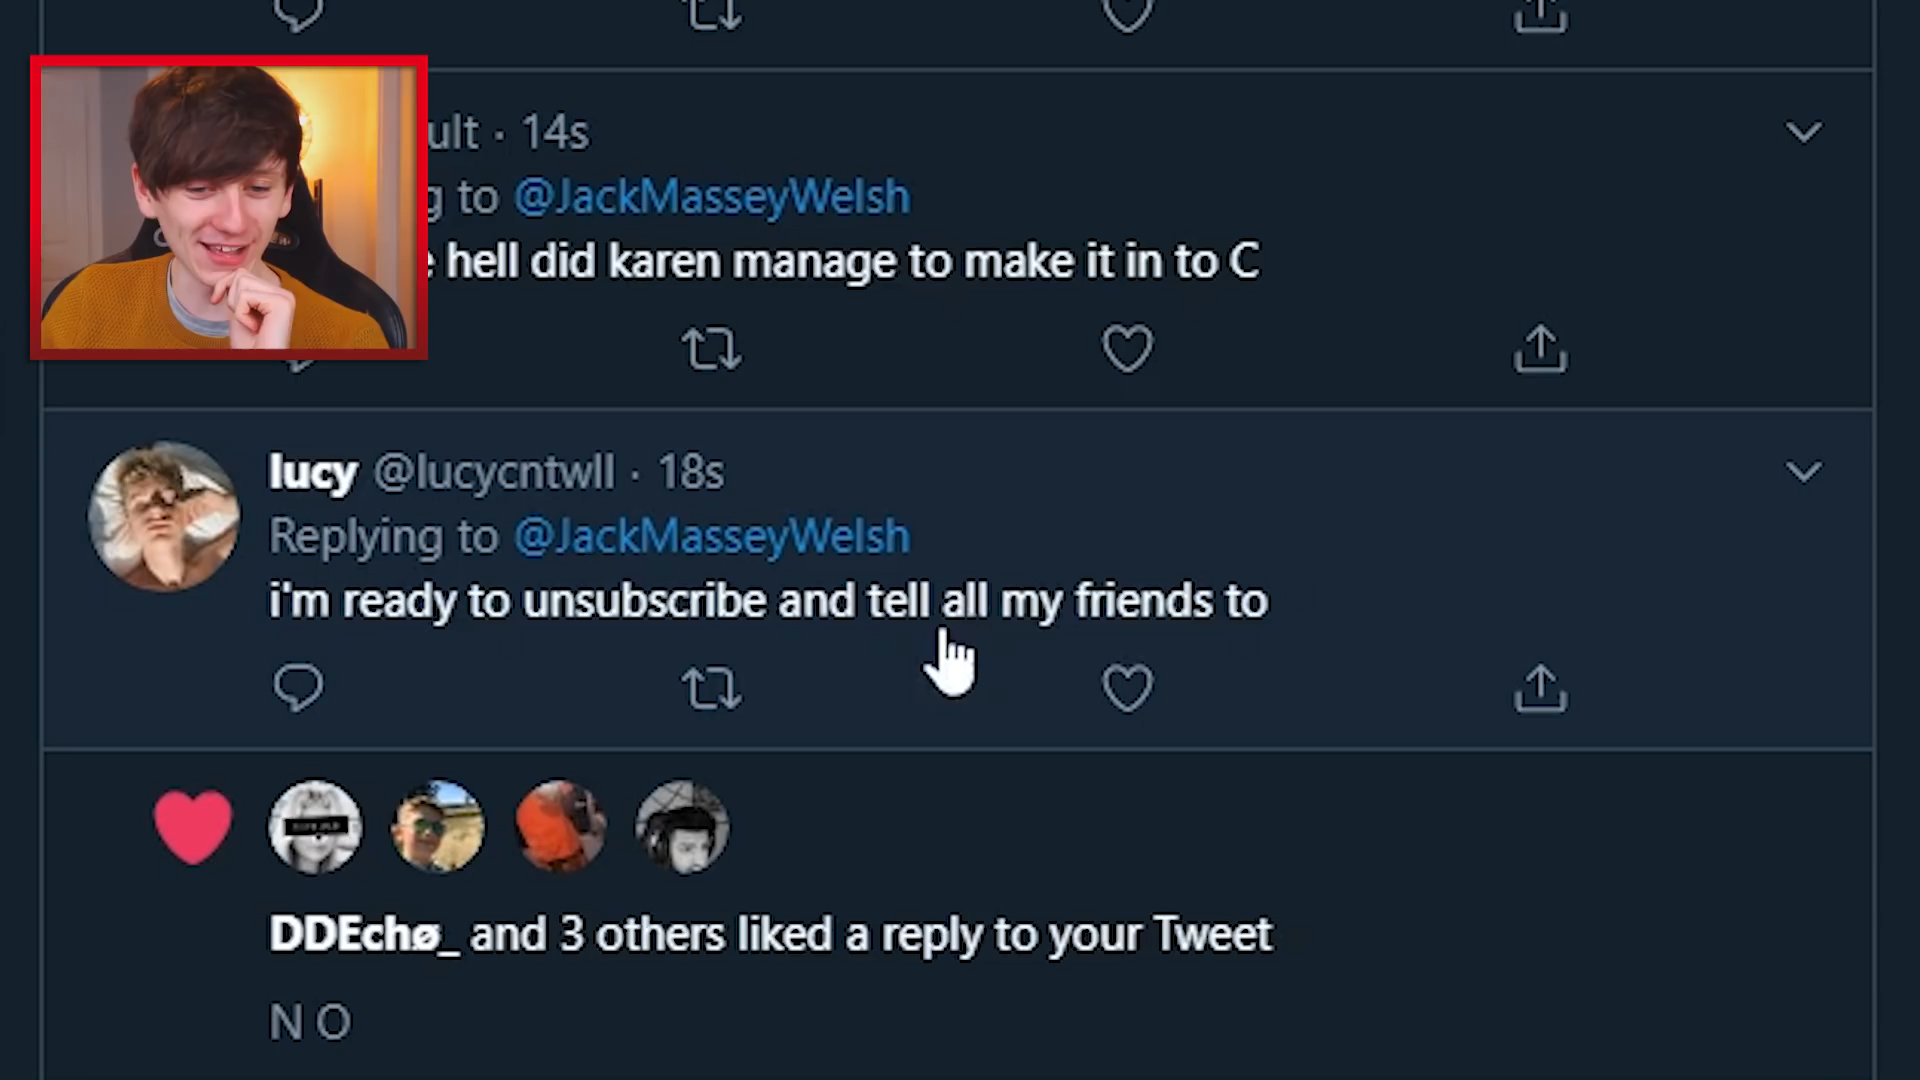 ult · 14s
g to @JackMasseyWelsh
hell did karen manage to make it in to C
lucy @lucycntwll · 18s
Replying to @JackMasseyWelsh
i'm ready to unsubscribe and tell all my friends to
DDEchø_ and 3 others liked a reply to your Tweet
N O